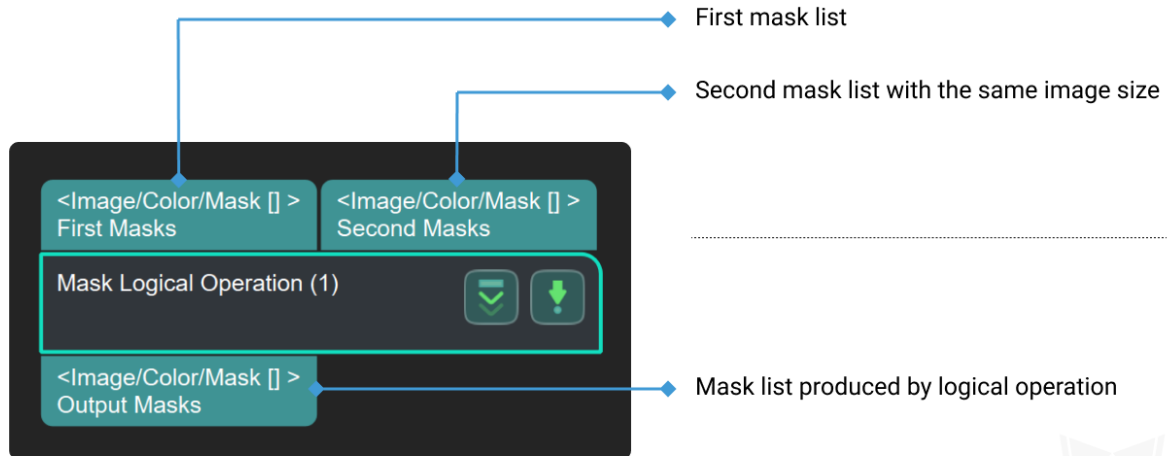 First mask list
Second mask list with the same image size
<Image/Color/Mask [] >
First Masks
<Image/Color/Mask [] >
Second Masks
Mask Logical Operation (1)
<Image/Color/Mask [] >
Output Masks
Mask list produced by logical operation